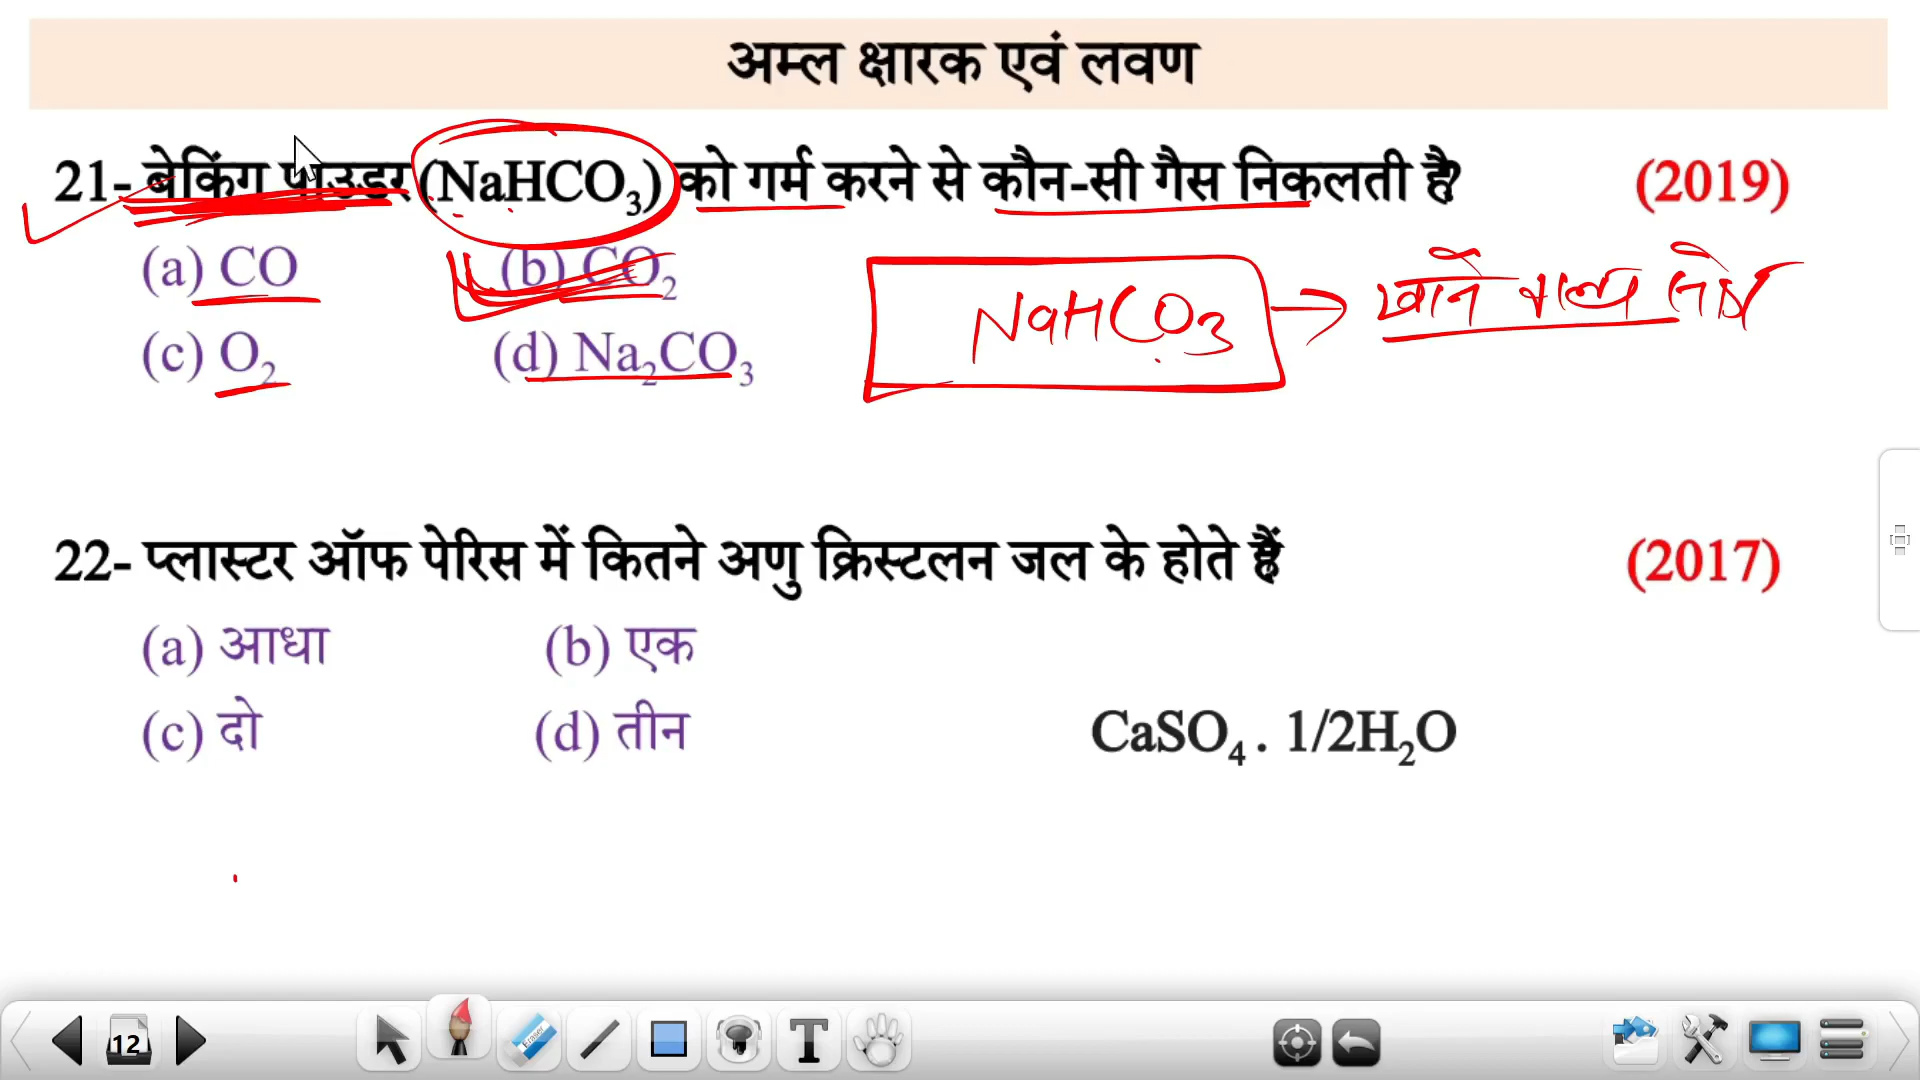 अम्ल क्षारक एवं लवण
21- बेकिंग पाउडर (NaHCO₃) को गर्म करने से कौन-सी गैस निकलती है? (2019)
(a) CO (b) CO₂
(c) O₂ (d) Na₂CO₃
NaHCO₃ → खाने
22- प्लास्टर ऑफ पेरिस में कितने अणु क्रिस्टलन जल के होते हैं? (2017)
(a) आधा (b) एक
(c) दो (d) तीन
CaSO₄ . 1/2H₂O
12
Eraser
T